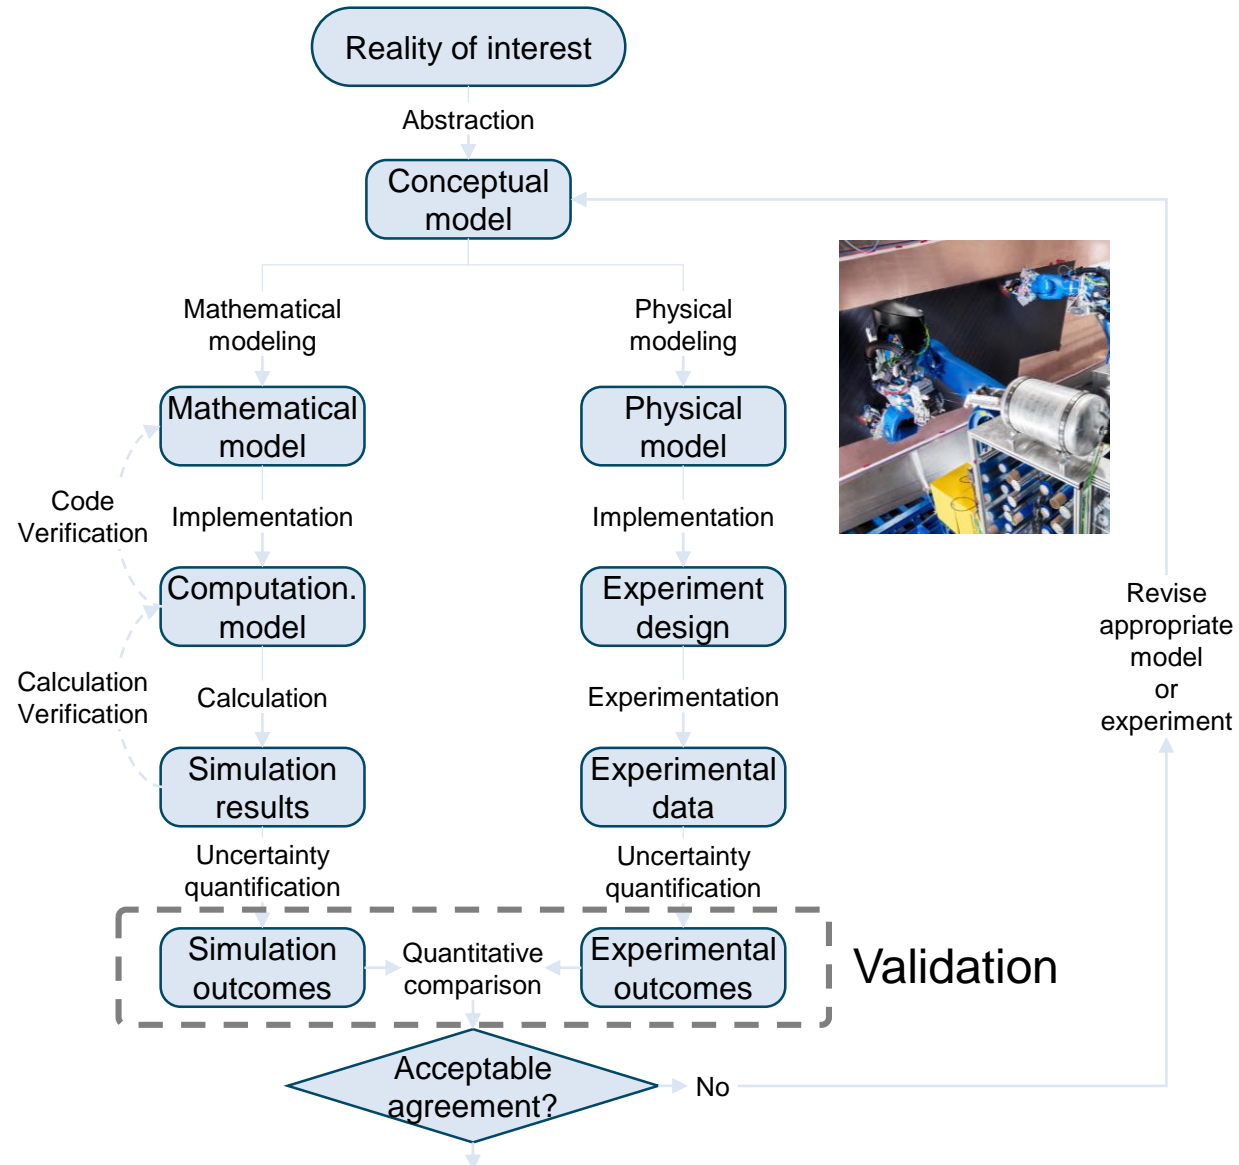 Reality of interest
Abstraction
Conceptual
model
Mathematical
modeling
Physical
modeling
Mathematical
model
Physical
model
Code
Verification
Implementation
Implementation
Computation.
model
Experiment
design
Revise
appropriate
model
or
experiment
Calculation
Verification
Calculation
Experimentation
Simulation
results
Experimental
data
Uncertainty
quantification
Uncertainty
quantification
Simulation
outcomes
Quantitative
comparison
Experimental
outcomes
Validation
Acceptable
agreement?
No